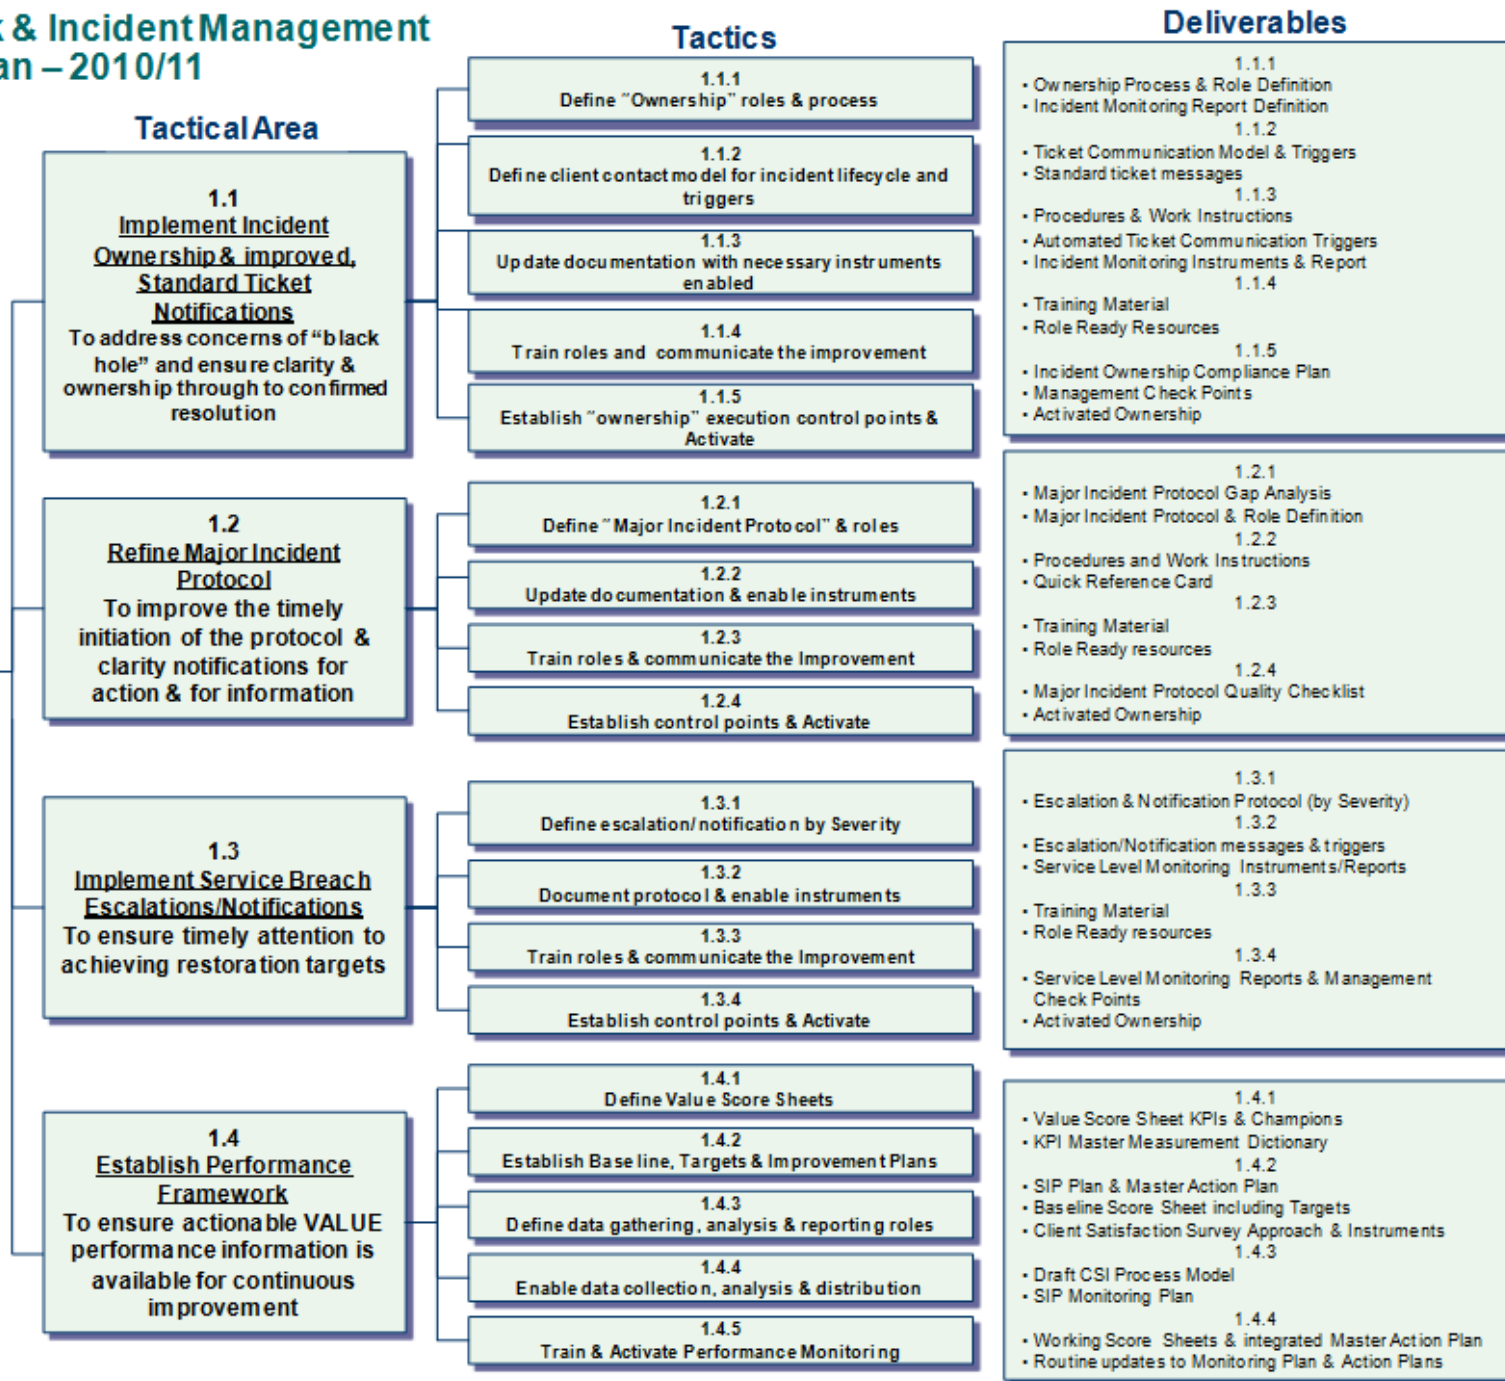 & Incident Management
an – 2010/11
Tactical Area
1.1
Implement Incident
Ownership & improved,
Standard Ticket
Notifications
To address concerns of “black
hole” and ensure clarity &
ownership through to confirmed
resolution
1.2
Refine Major Incident
Protocol
To improve the timely
initiation of the protocol &
clarity notifications for
action & for information
1.3
Implement Service Breach
Escalations/Notifications
To ensure timely attention to
achieving restoration targets
1.4
Establish Performance
Framework
To ensure actionable VALUE
performance information is
available for continuous
improvement
Tactics
1.1.1
Define "Ownership" roles & process
1.1.2
Define client contact model for incident lifecycle and
triggers
1.1.3
Update documentation with necessary instruments
enabled
1.1.4
Train roles and communicate the improvement
1.1.5
Establish "ownership" execution control points &
Activate
1.2.1
Define "Major Incident Protocol" & roles
1.2.2
Update documentation & enable instruments
1.2.3
Train roles & communicate the Improvement
1.2.4
Establish control points & Activate
1.3.1
Define escalation/notification by Severity
1.3.2
Document protocol & enable instruments
1.3.3
Train roles & communicate the Improvement
1.3.4
Establish control points & Activate
1.4.1
Define Value Score Sheets
1.4.2
Establish Base line, Targets & Improvement Plans
1.4.3
Define data gathering, analysis & reporting roles
1.4.4
Enable data collection, analysis & distribution
1.4.5
Train & Activate Performance Monitoring
Deliverables
1.1.1
• Ownership Process & Role Definition
• Incident Monitoring Report Definition
1.1.2
• Ticket Communication Model & Triggers
• Standard ticket messages
1.1.3
• Procedures & Work Instructions
• Automated Ticket Communication Triggers
• Incident Monitoring Instruments & Report
1.1.4
• Training Material
• Role Ready Resources
1.1.5
• Incident Ownership Compliance Plan
• Management Check Points
• Activated Ownership
1.2.1
• Major Incident Protocol Gap Analysis
• Major Incident Protocol & Role Definition
1.2.2
• Procedures and Work Instructions
• Quick Reference Card
1.2.3
• Training Material
• Role Ready resources
1.2.4
• Major Incident Protocol Quality Checklist
• Activated Ownership
1.3.1
• Escalation & Notification Protocol (by Severity)
1.3.2
• Escalation/Notification messages & triggers
• Service Level Monitoring Instruments/Reports
1.3.3
• Training Material
• Role Ready resources
1.3.4
• Service Level Monitoring Reports & Management
Check Points
• Activated Ownership
1.4.1
• Value Score Sheet KPIs & Champions
• KPI Master Measurement Dictionary
1.4.2
• SIP Plan & Master Action Plan
• Baseline Score Sheet including Targets
• Client Satisfaction Survey Approach & Instruments
1.4.3
• Draft CSI Process Model
• SIP Monitoring Plan
1.4.4
• Working Score Sheets & integrated Master Action Plan
• Routine updates to Monitoring Plan & Action Plans